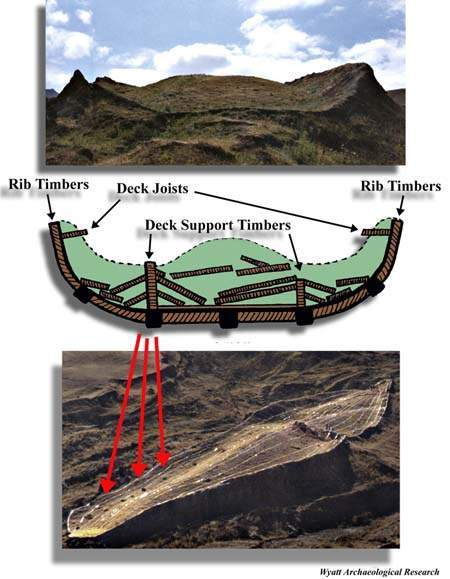 Rib Timbers
Deck Joists
Rib Timbers
Deck Support Timbers
Wyatt Archaeological Research